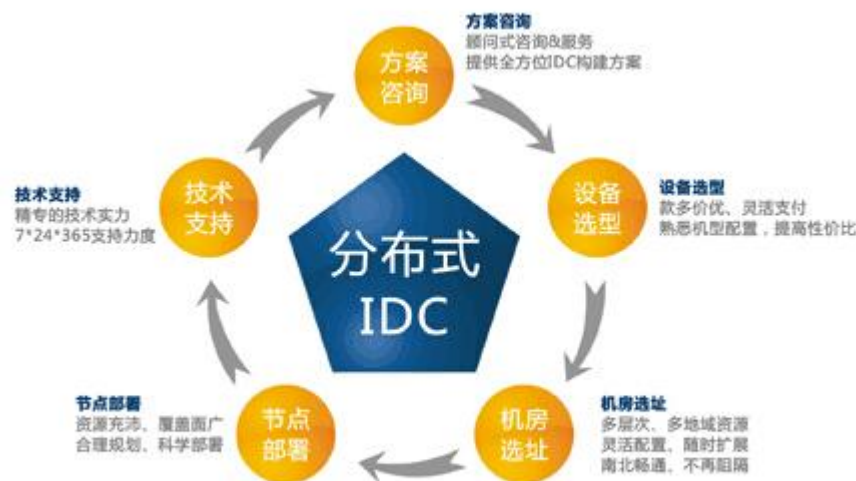 方案咨询
顾问式咨询&服务
提供全方位IDC构建方案
方案
咨询
设备
选型
设备选型
款多价优、灵活支付
熟悉机型配置，提高性价比
机房
选址
机房选址
多层次、多地域资源
灵活配置、随时扩展
南北畅通、不再阻隔
节点
部署
节点部署
资源充沛、覆盖面广
合理规划、科学部署
技术
支持
技术支持
精专的技术实力
7*24*365支持力度
分布式
IDC